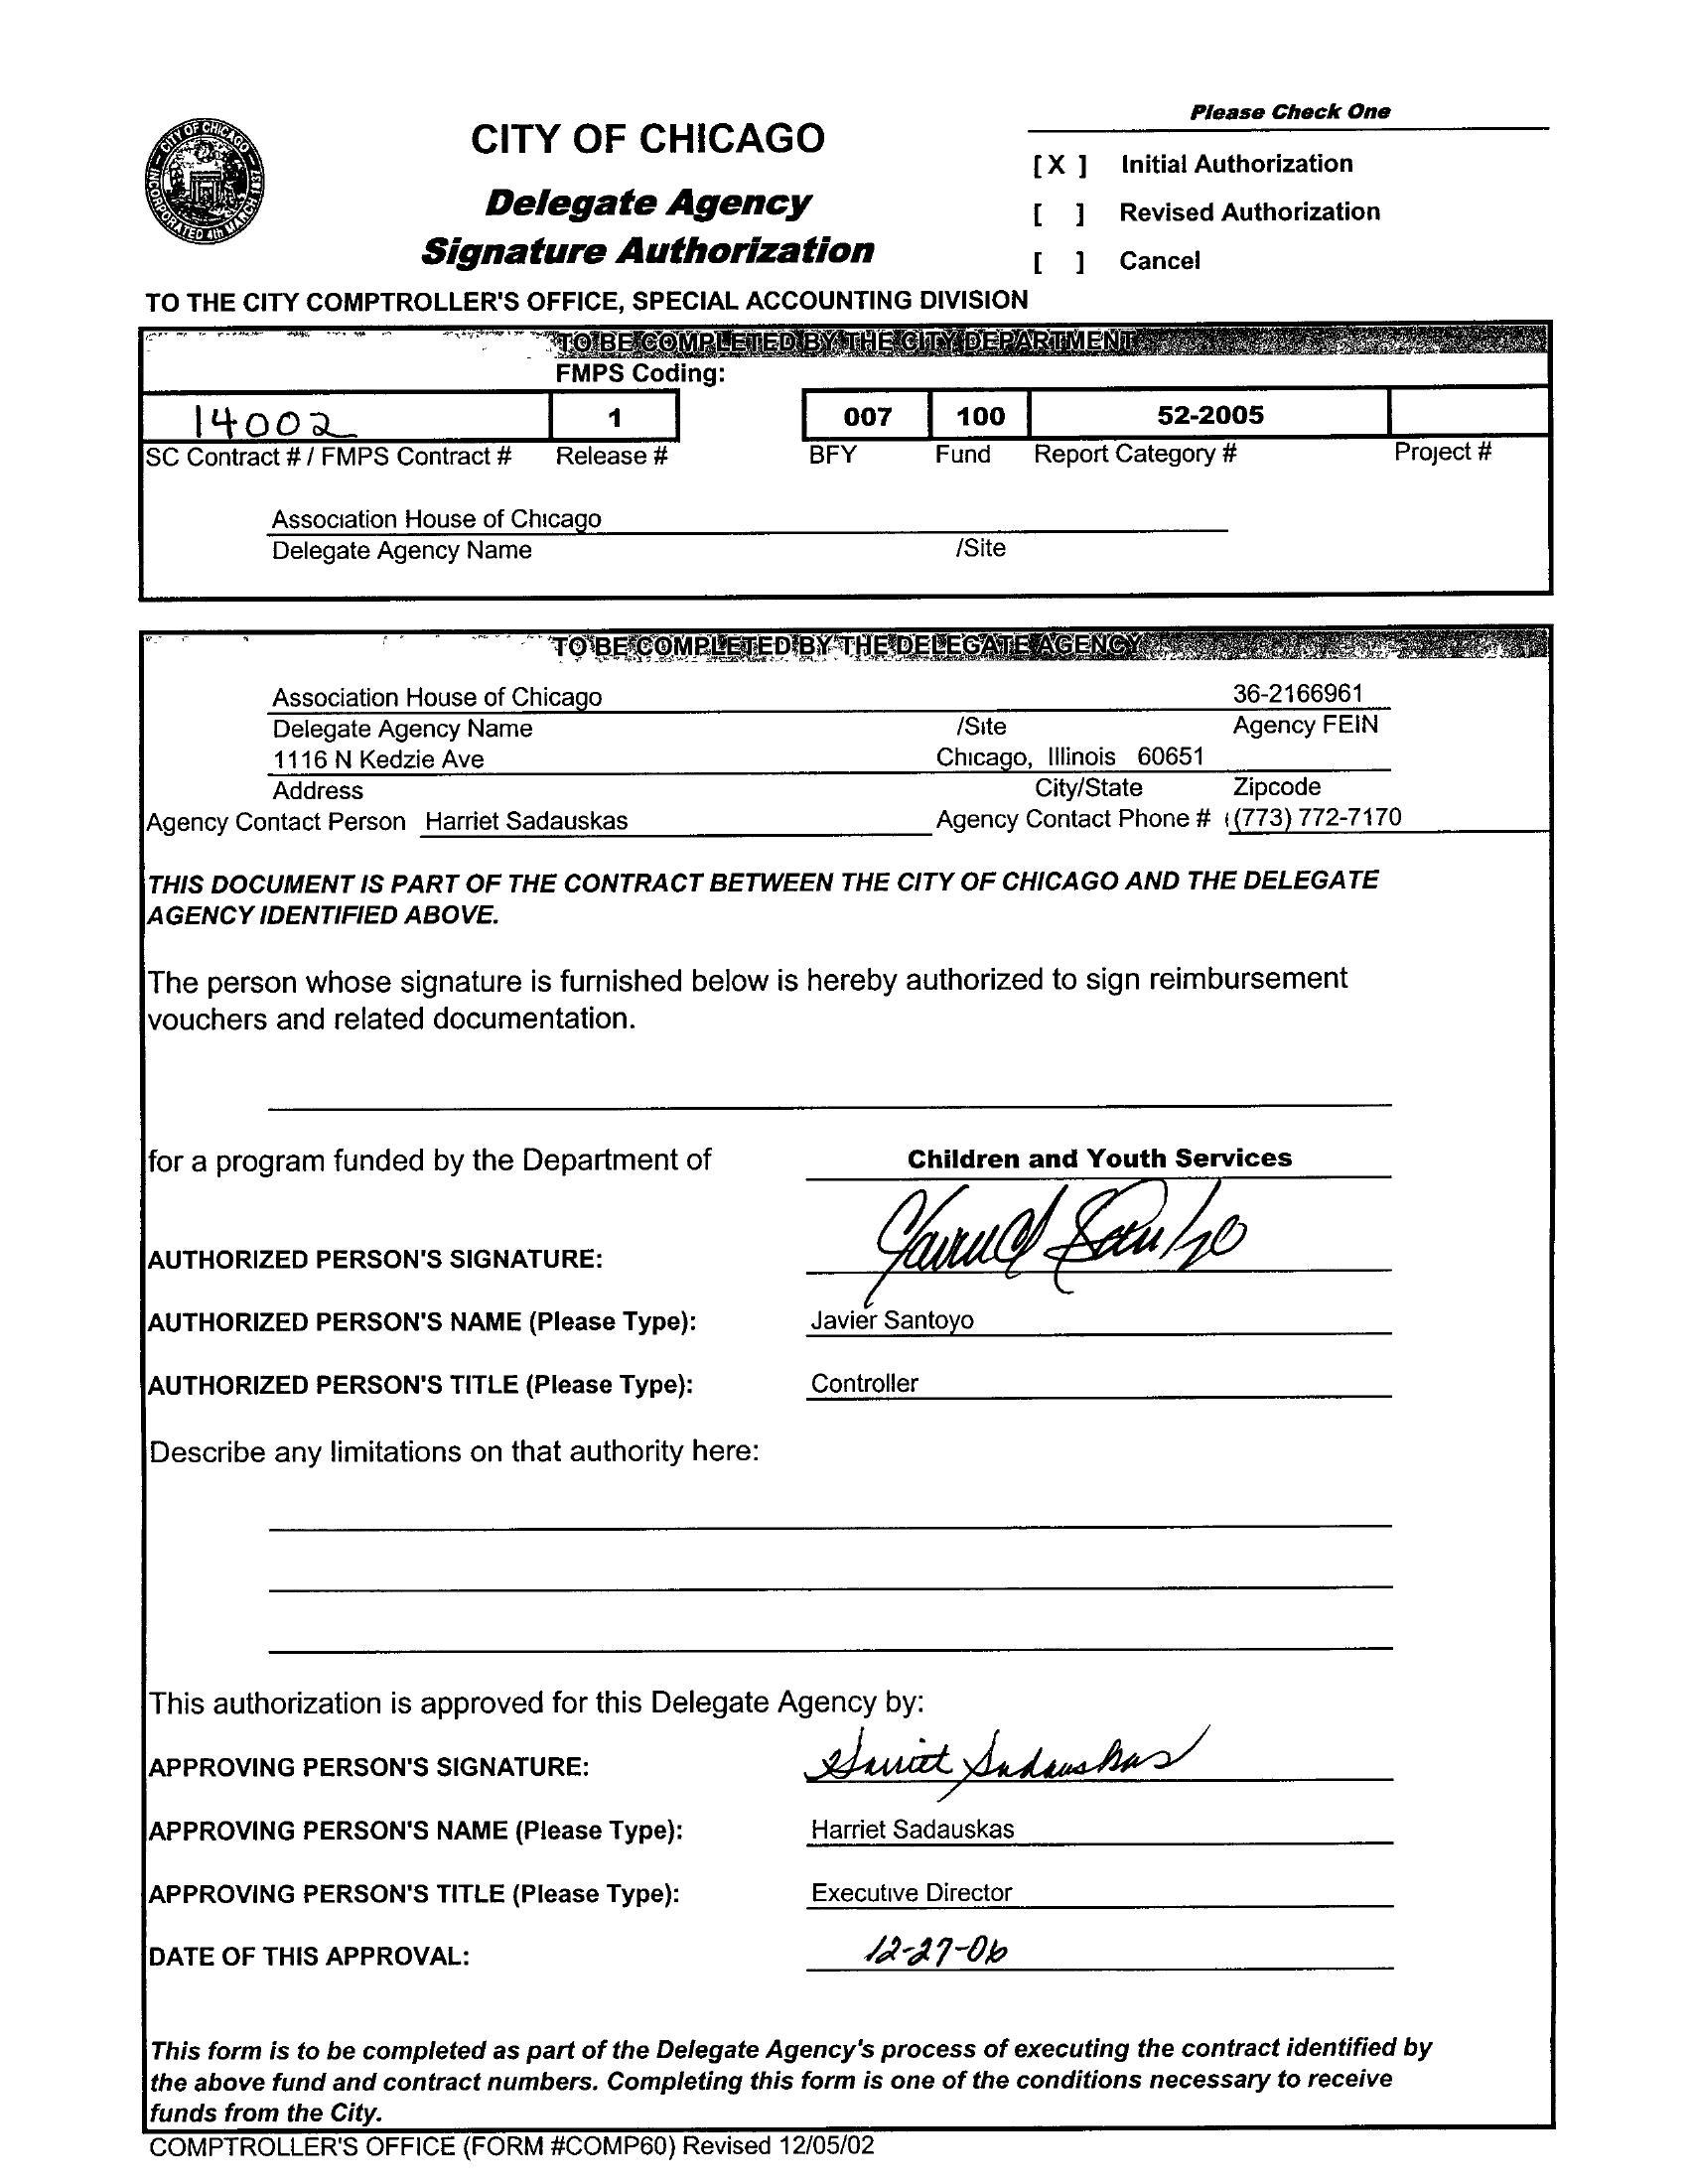 Please Check One
CITY OF CHICAGO
[ X ] Initial Authorization
Delegate Agency
[ ] Revised Authorization
Signature Authorization
[ ] Cancel
TO THE CITY COMPTROLLER'S OFFICE, SPECIAL ACCOUNTING DIVISION
TO BE COMPLETED BY THE CITY DEPARTMENT
FMPS Coding:
14002 1 007 100 52-2005
SC Contract # / FMPS Contract # Release # BFY Fund Report Category # Project #
Association House of Chicago
Delegate Agency Name /Site
TO BE COMPLETED BY THE DELEGATE AGENCY
Association House of Chicago 36-2166961
Delegate Agency Name /Site Agency FEIN
1116 N Kedzie Ave Chicago, Illinois 60651
Address City/State Zipcode
Agency Contact Person Harriet Sadauskas Agency Contact Phone # ((773) 772-7170
THIS DOCUMENT IS PART OF THE CONTRACT BETWEEN THE CITY OF CHICAGO AND THE DELEGATE
AGENCY IDENTIFIED ABOVE.
The person whose signature is furnished below is hereby authorized to sign reimbursement
vouchers and related documentation.
for a program funded by the Department of Children and Youth Services
AUTHORIZED PERSON'S SIGNATURE:
AUTHORIZED PERSON'S NAME (Please Type): Javier Santoyo
AUTHORIZED PERSON'S TITLE (Please Type): Controller
Describe any limitations on that authority here:
This authorization is approved for this Delegate Agency by:
APPROVING PERSON'S SIGNATURE: Harriet Sadauskas
APPROVING PERSON'S NAME (Please Type): Harriet Sadauskas
APPROVING PERSON'S TITLE (Please Type): Executive Director
DATE OF THIS APPROVAL: 12-27-06
This form is to be completed as part of the Delegate Agency's process of executing the contract identified by
the above fund and contract numbers. Completing this form is one of the conditions necessary to receive
funds from the City.
COMPTROLLER'S OFFICE (FORM #COMP60) Revised 12/05/02